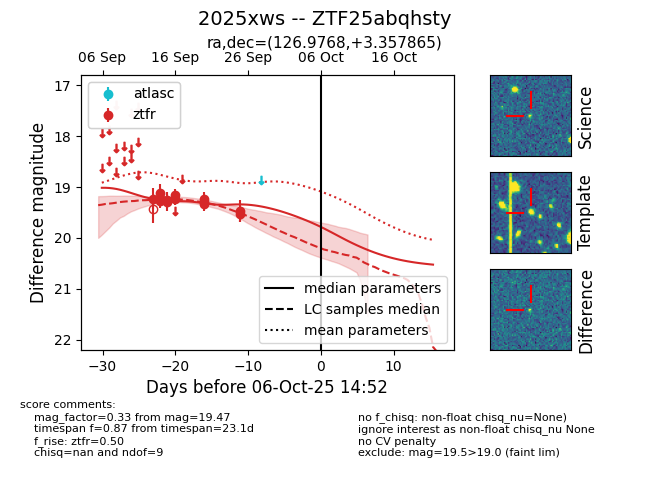 2025xws -- ZTF25abqhsty
ra,dec=(126.9768,+3.357865)
06 Sep 16 Sep 26 Sep 06 Oct 16 Oct
17
18
19
20
21
22
Difference magnitude
atlasc
ztfr
median parameters
LC samples median
mean parameters
−30 −20 −10 0 10
Days before 06-Oct-25 14:52
Science
Template
Difference
score comments:
mag_factor=0.33 from mag=19.47
timespan f=0.87 from timespan=23.1d
f_rise: ztfr=0.50
chisq=nan and ndof=9
no f_chisq: non-float chisq_nu=None)
ignore interest as non-float chisq_nu None
no CV penalty
exclude: mag=19.5>19.0 (faint lim)